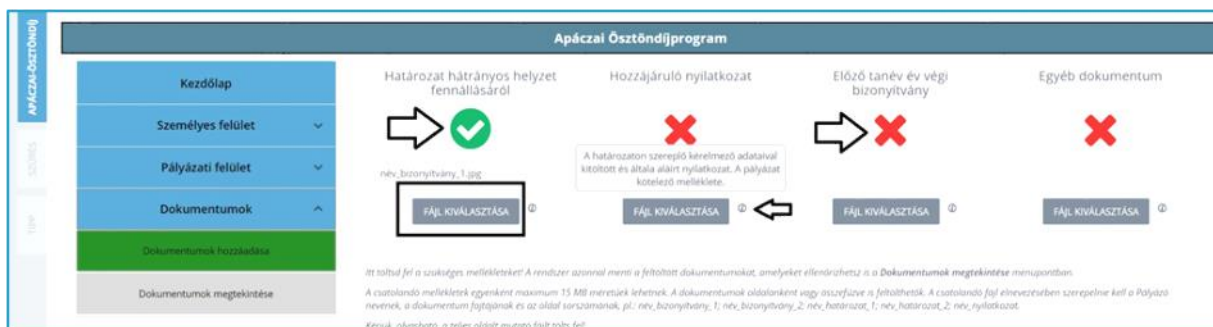 APÁCZAI-ÖSZTÖNDÍJ
Apáczai Ösztöndíjprogram
Kezdőlap
Személyes felület
Pályázati felület
Dokumentumok
Dokumentumok hozzáadása
Dokumentumok megtekintése
Határozat hátrányos helyzet
fennállásáról
név_bizonyítvány_1.jpg
FÁJL KIVÁLASZTÁSA
Hozzájáruló nyilatkozat
A határozaton szereplő kérelmező adataival
kitöltött és általa aláírt nyilatkozat. A pályázat
kötelező melléklete.
FÁJL KIVÁLASZTÁSA
Előző tanév év végi
bizonyítvány
FÁJL KIVÁLASZTÁSA
Egyéb dokumentum
FÁJL KIVÁLASZTÁSA
Itt töltsd fel a szükséges mellékleteket! A rendszer azonnal menti a feltöltött dokumentumokat, amelyeket ellenőrizhetsz is a Dokumentumok megtekintése menüpontban.
A csatolandó mellékletek egyenként maximum 15 MB méretűek lehetnek. A dokumentumok oldalanként vagy összefűzve is feltölthetők. A csatolandó fájl elnevezésében szerepelnie kell a Pályázó
nevének, a dokumentum fajtájának és az oldal sorszámának, pl.: név_bizonyítvány_1; név_bizonyítvány_2; név_határozat_1; név_határozat_2; név_nyilatkozat.